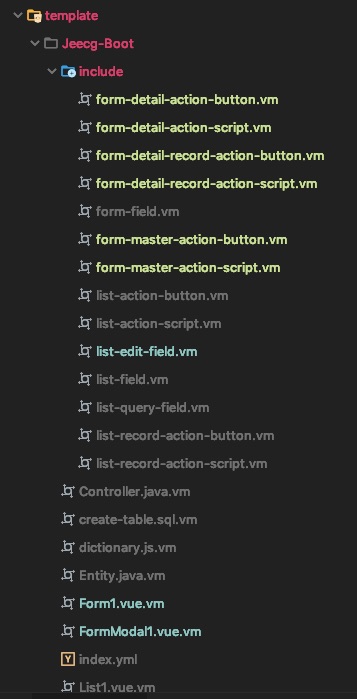 template
Jeecg-Boot
include
form-detail-action-button.vm
form-detail-action-script.vm
form-detail-record-action-button.vm
form-detail-record-action-script.vm
form-field.vm
form-master-action-button.vm
form-master-action-script.vm
list-action-button.vm
list-action-script.vm
list-edit-field.vm
list-field.vm
list-query-field.vm
list-record-action-button.vm
list-record-action-script.vm
Controller.java.vm
create-table.sql.vm
dictionary.js.vm
Entity.java.vm
Form1.vue.vm
FormModal1.vue.vm
Y index.yml
List1.vue.vm